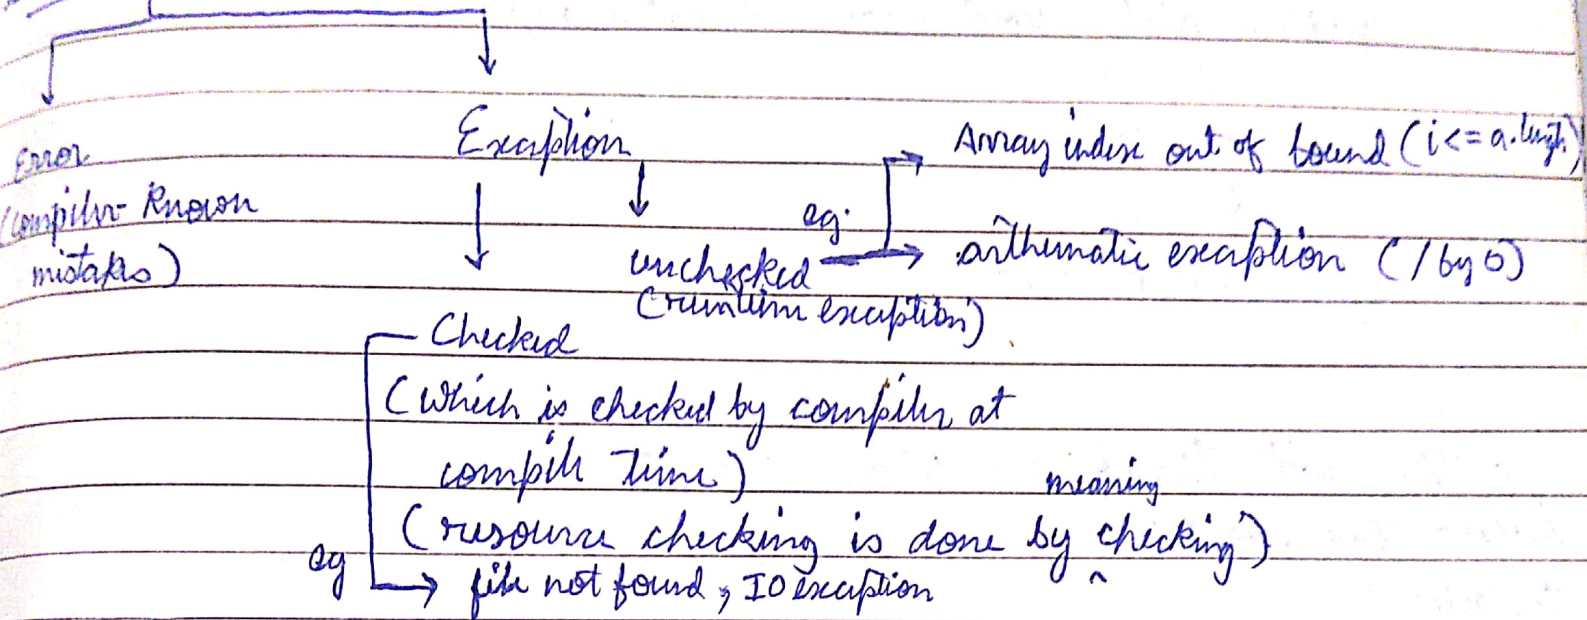 Exception
Array index out of bound (i<=a.length)
Error
(compiler known
mistakes)
eg.
unchecked
arithematic exception (/by 0)
(runtime exception)
Checked
(which is checked by compiler at
compile time)
meaning
(resource checking is done by ^ checking)
eg
file not found, IO exception